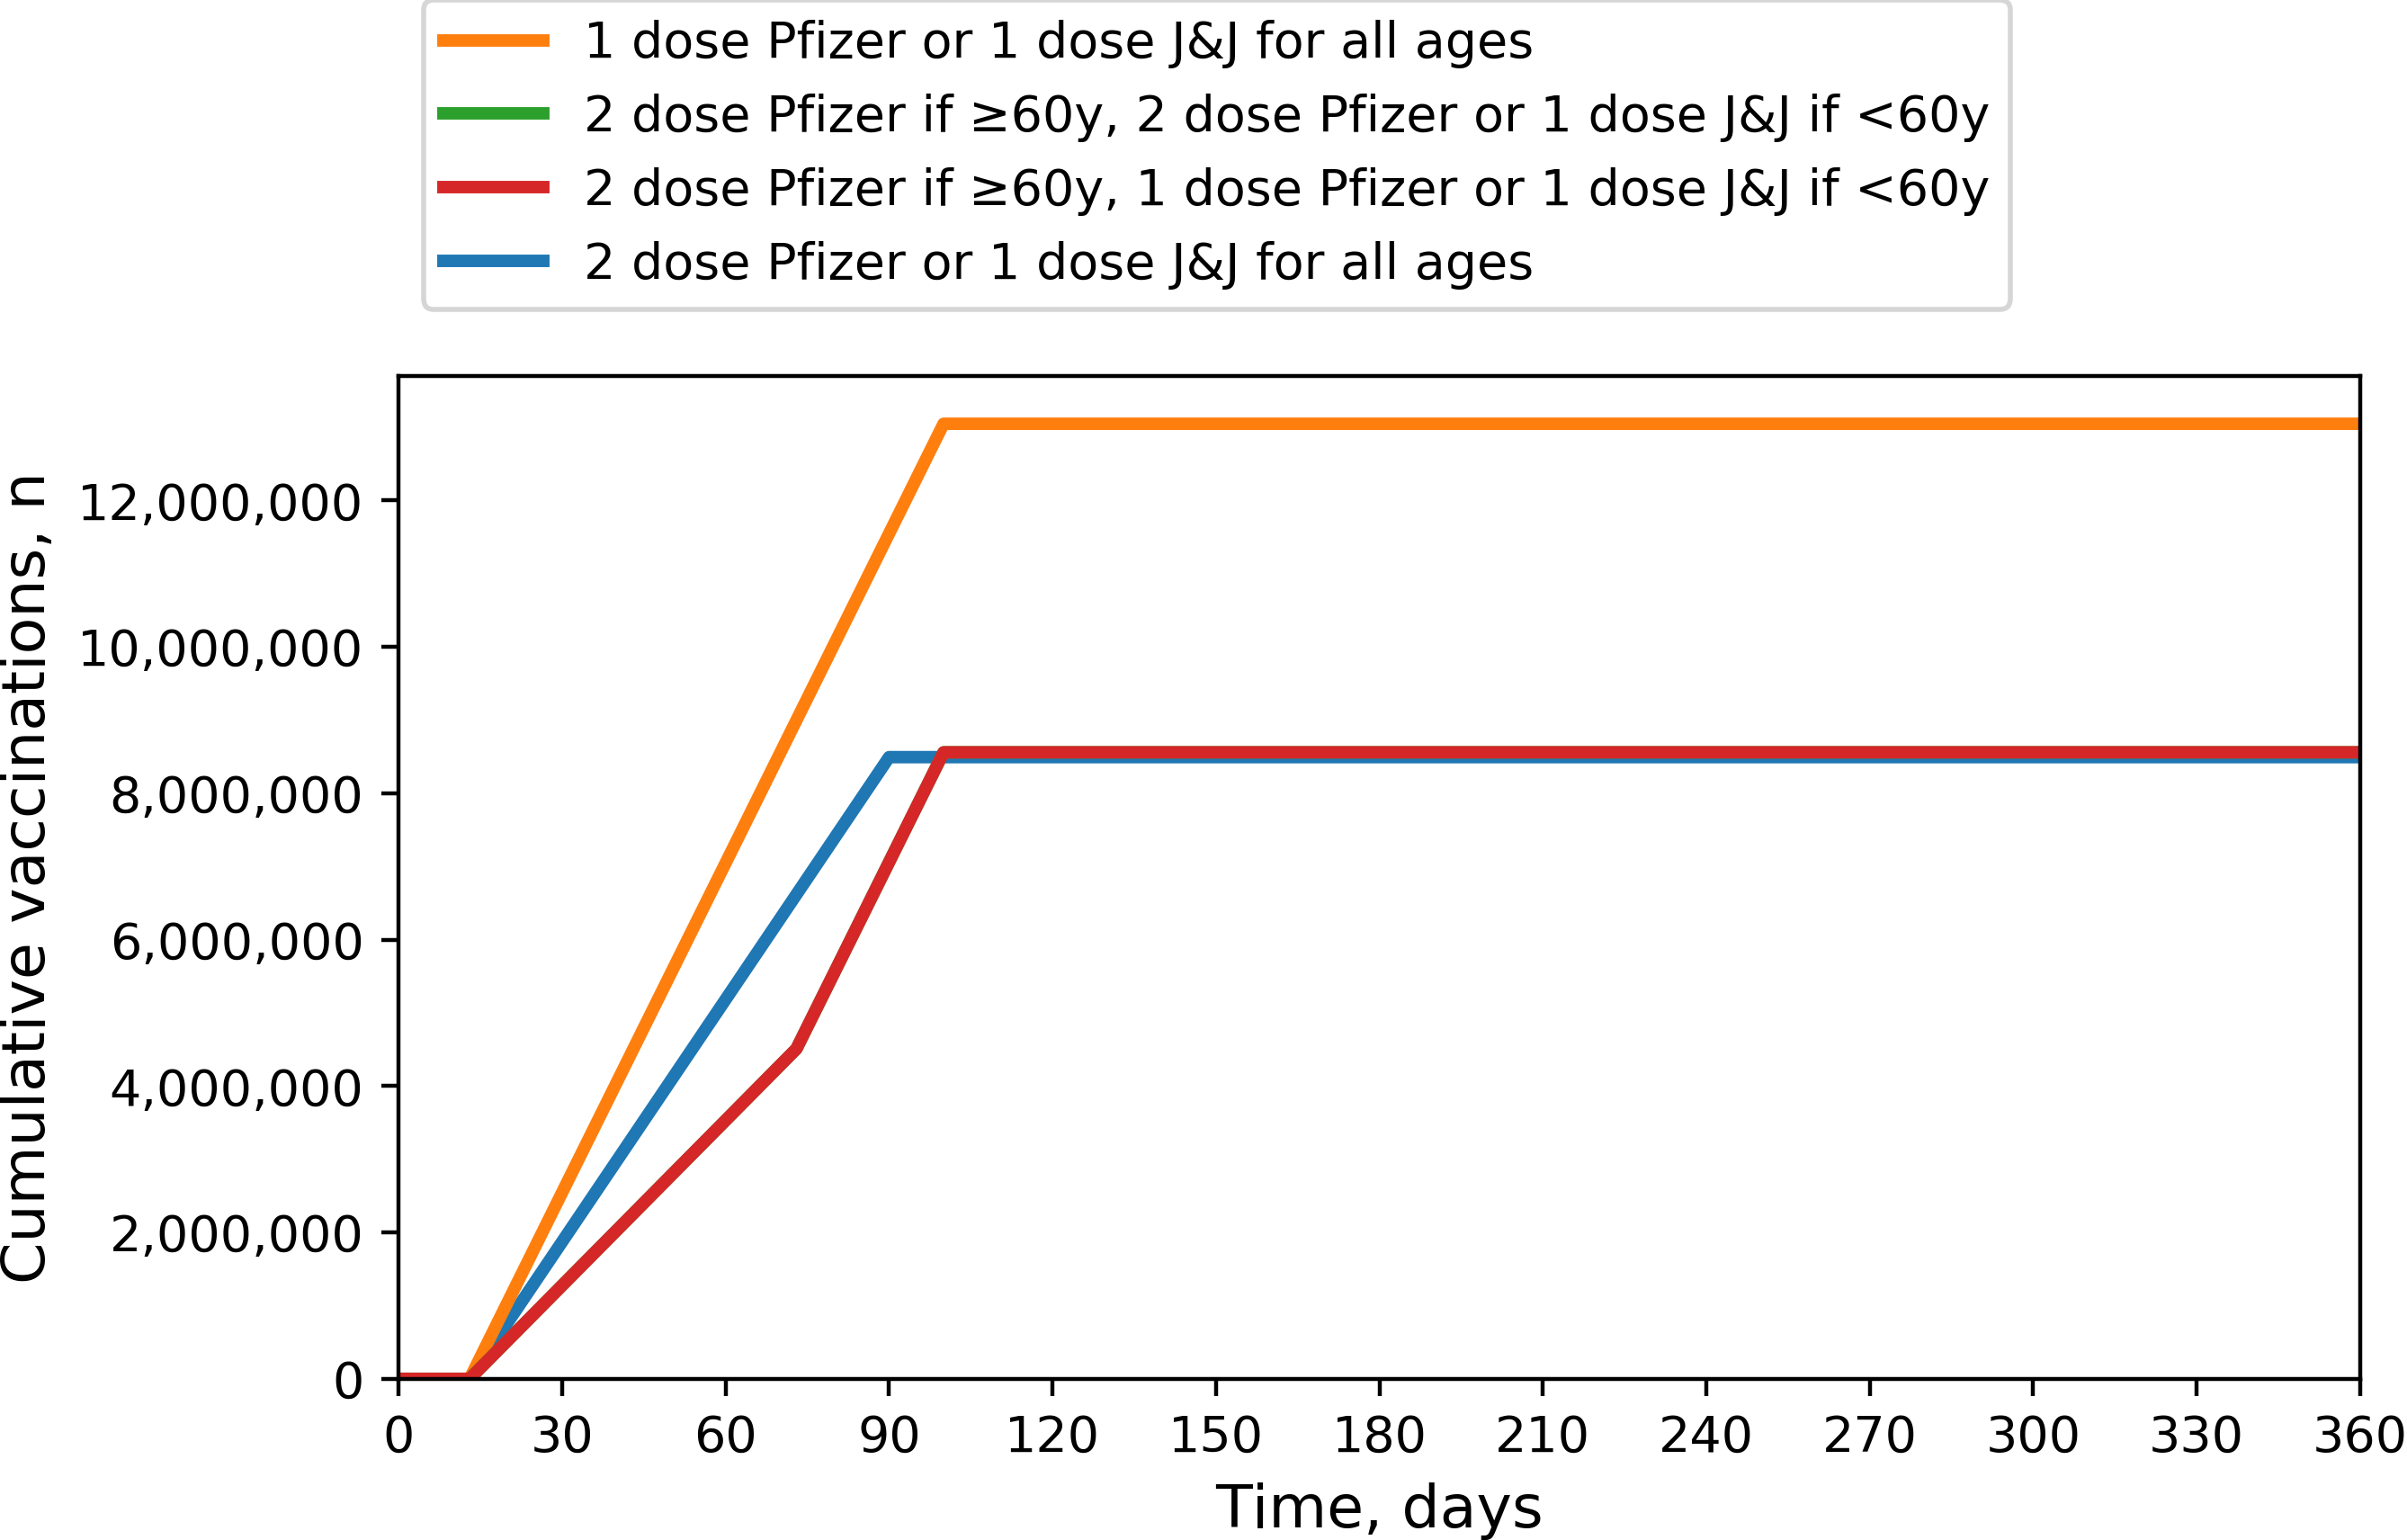 1 dose Pfizer or 1 dose J&J for all ages
2 dose Pfizer if ≥60y, 2 dose Pfizer or 1 dose J&J if <60y
2 dose Pfizer if ≥60y, 1 dose Pfizer or 1 dose J&J if <60y
2 dose Pfizer or 1 dose J&J for all ages
Cumulative vaccinations, n
12,000,000
10,000,000
8,000,000
6,000,000
4,000,000
2,000,000
0
0 30 60 90 120 150 180 210 240 270 300 330 360
Time, days